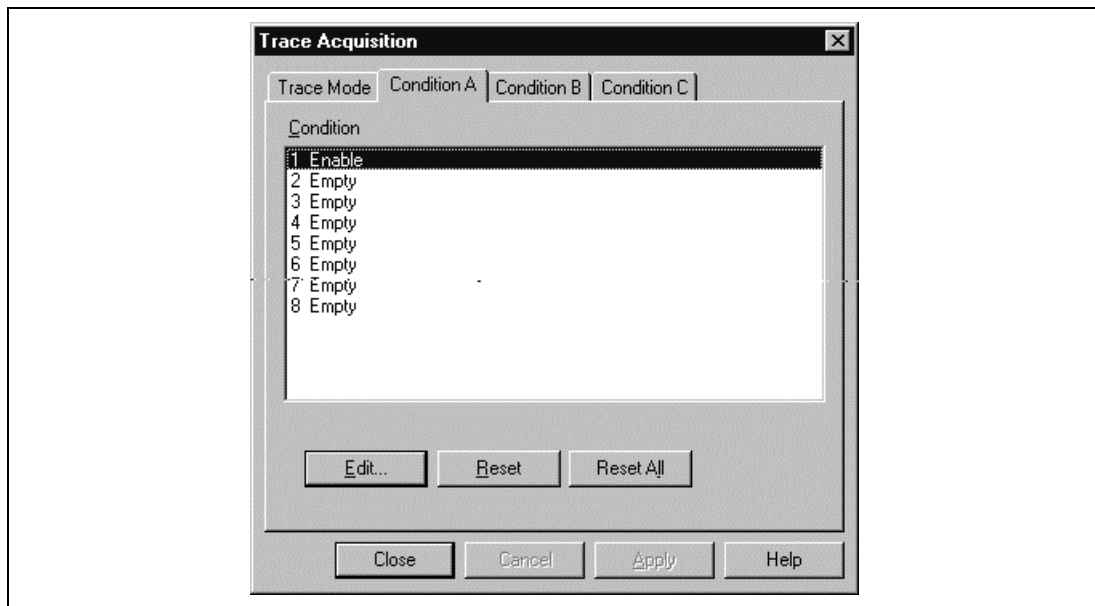 Trace Acquisition
Trace Mode Condition A Condition B Condition C
Condition
1 Enable
2 Empty
3 Empty
4 Empty
5 Empty
6 Empty
7 Empty
8 Empty
Edit... Reset Reset All
Close Cancel Apply Help